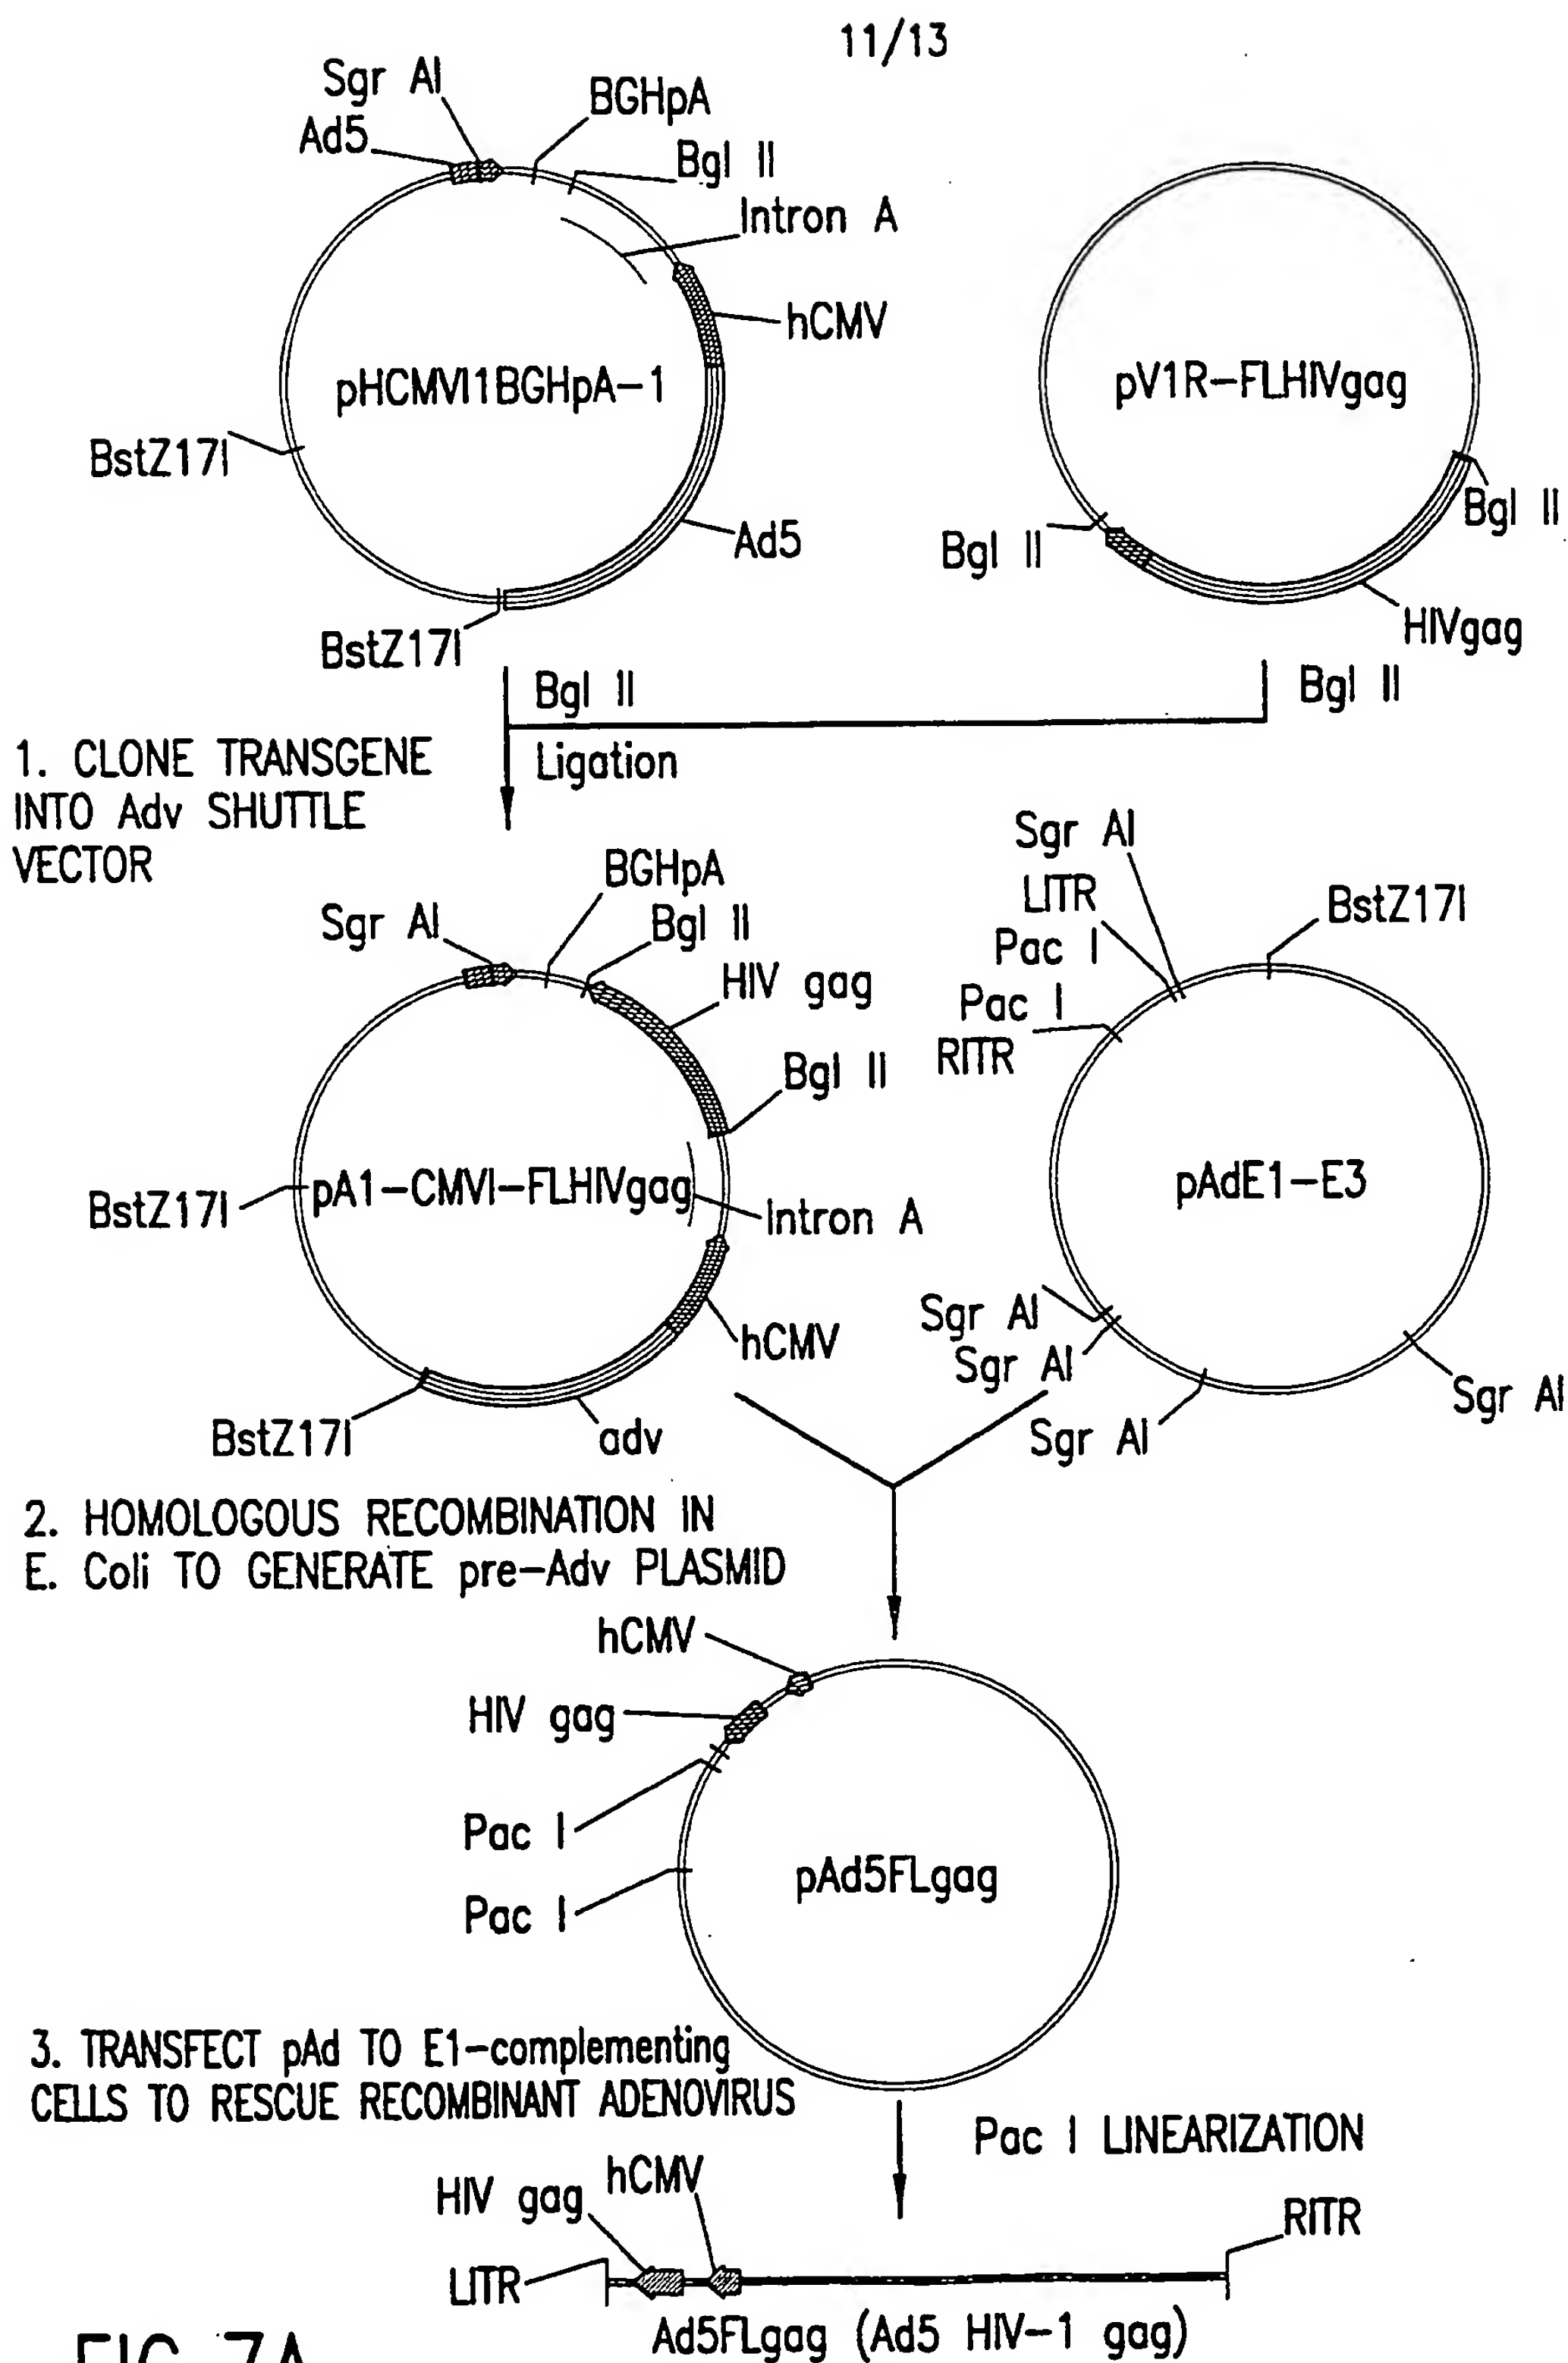 11/13
Sgr AI
BGHpA
Ad5
Bgl II
Intron A
hCMV
pHCMVI1BGHpA-1
BstZ17I
Ad5
BstZ17I
pV1R-FLHIVgag
Bgl II
Bgl II
HIVgag
Bgl II
Bgl II
Ligation
1. CLONE TRANSGENE
INTO Adv SHUTTLE
VECTOR
BGHpA
Sgr AI
Bgl II
HIV gag
Bgl II
pA1-CMVI-FLHIVgag
BstZ17I
Intron A
hCMV
BstZ17I
adv
Sgr AI
LITR
BstZ17I
Pac I
Pac I
RITR
pAdE1-E3
Sgr AI
Sgr AI
Sgr AI
Sgr AI
2. HOMOLOGOUS RECOMBINATION IN
E. Coli TO GENERATE pre-Adv PLASMID
hCMV
HIV gag
Pac I
pAd5FLgag
Pac I
3. TRANSFECT pAd TO E1-complementing
CELLS TO RESCUE RECOMBINANT ADENOVIRUS
Pac I LINEARIZATION
HIV gag
hCMV
RITR
LITR
Ad5FLgag (Ad5 HIV-1 gag)
FIG. 7A